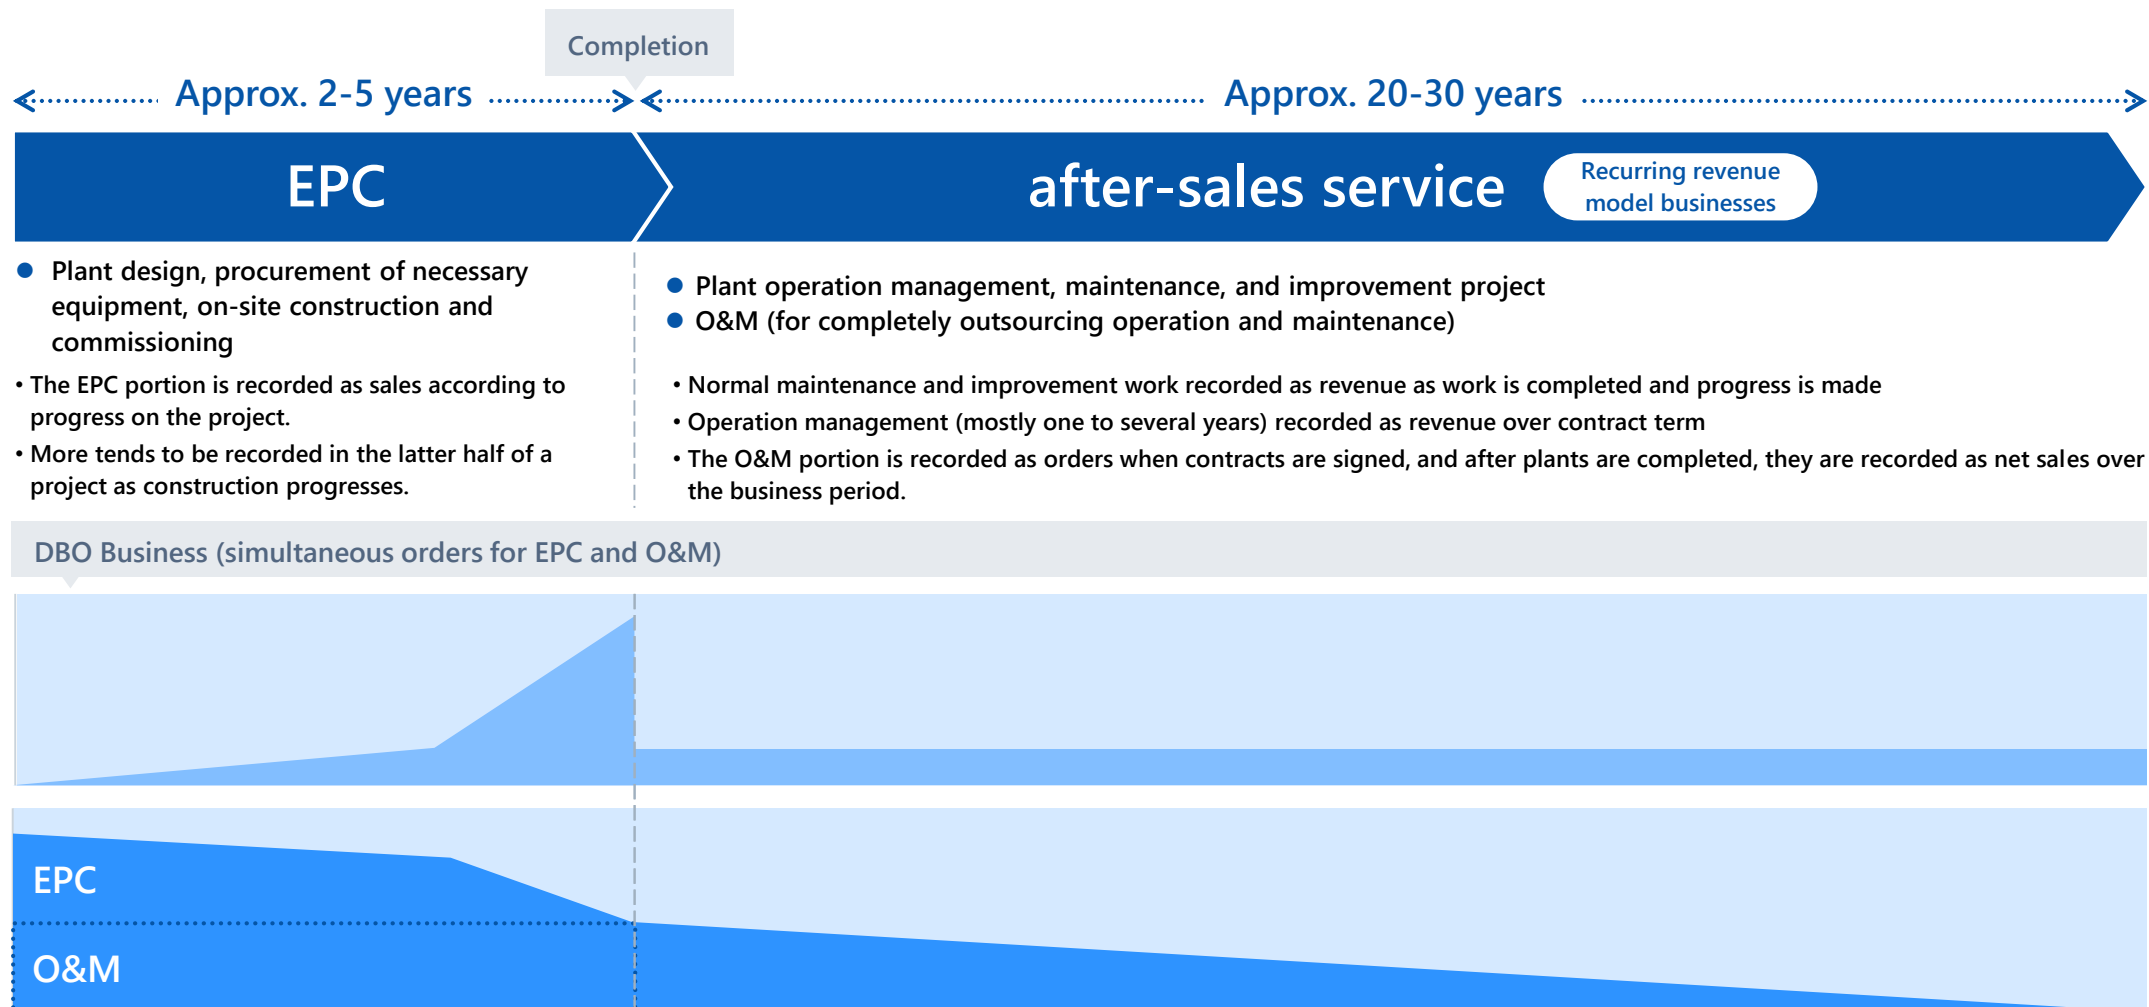 Completion
Approx. 2-5 years
Approx. 20-30 years
EPC
after-sales service
Recurring revenue
model businesses
● Plant design, procurement of necessary
equipment, on-site construction and
commissioning
・The EPC portion is recorded as sales according to
progress on the project.
・More tends to be recorded in the latter half of a
project as construction progresses.
● Plant operation management, maintenance, and improvement project
● O&M (for completely outsourcing operation and maintenance)
・Normal maintenance and improvement work recorded as revenue as work is completed and progress is made
・Operation management (mostly one to several years) recorded as revenue over contract term
・The O&M portion is recorded as orders when contracts are signed, and after plants are completed, they are recorded as net sales over
the business period.
DBO Business (simultaneous orders for EPC and O&M)
EPC
O&M